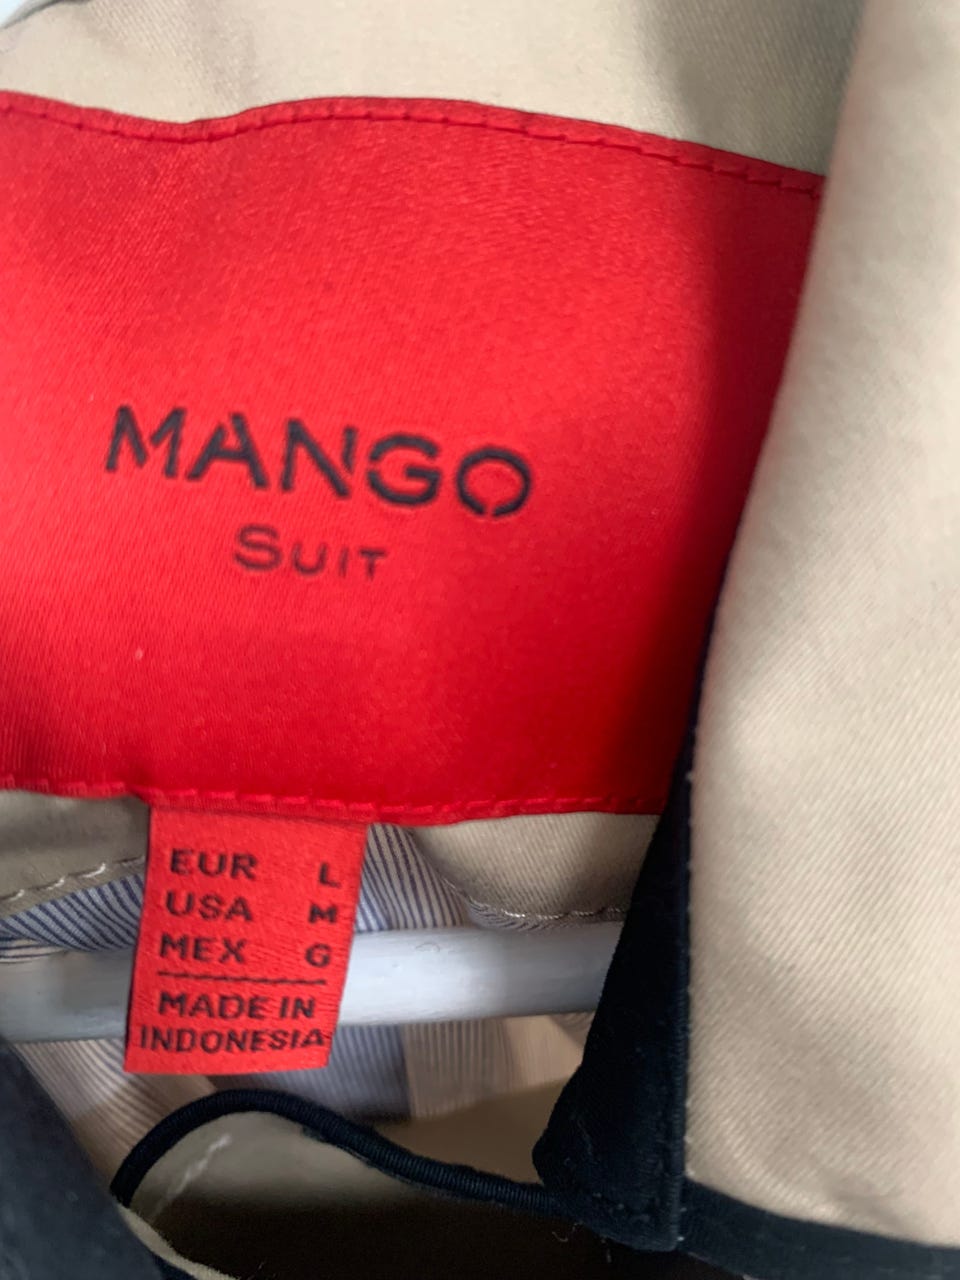 MANGO
SUIT
EUR L
USA M
MEX G
MADE IN
INDONESIA